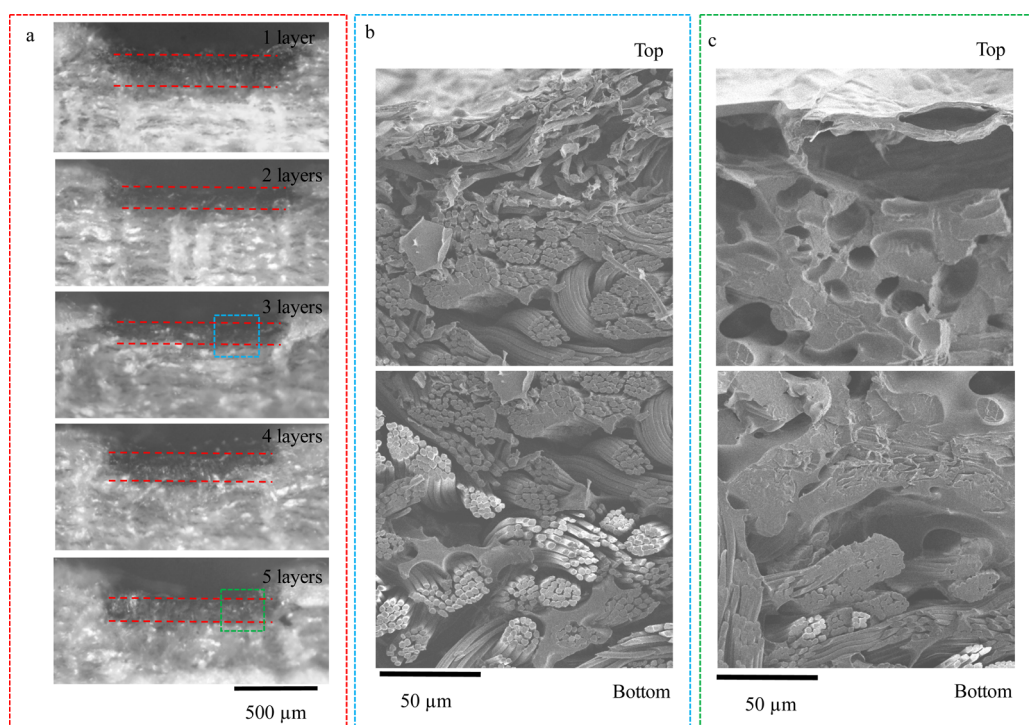 a
1 layer
2 layers
3 layers
4 layers
5 layers
500 µm
b
Top
50 µm
Bottom
c
Top
50 µm
Bottom